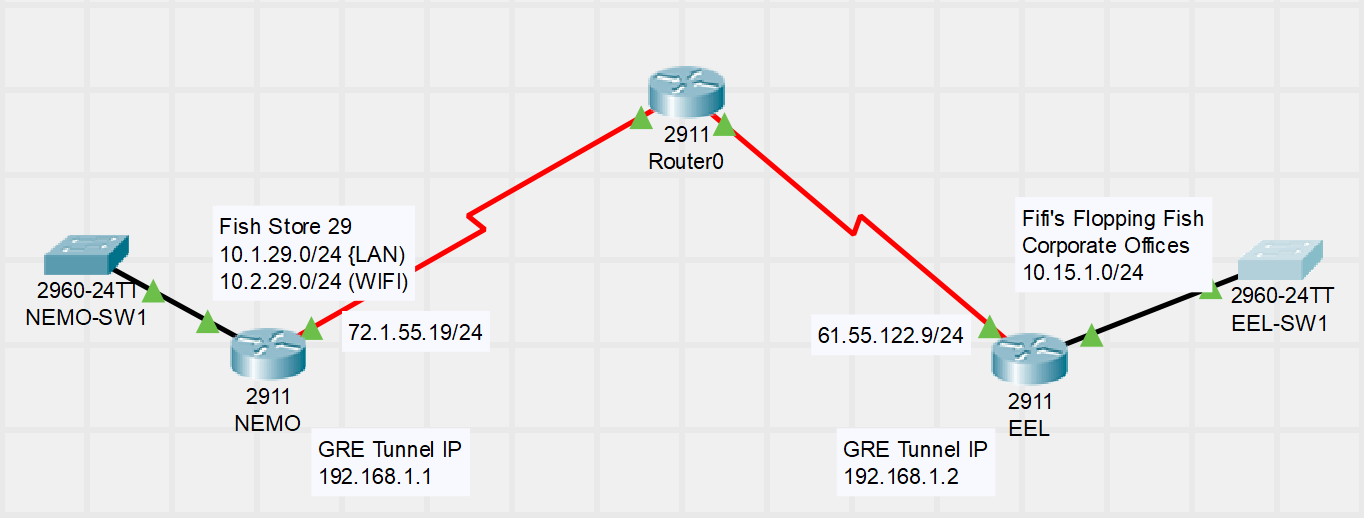 2911
Router0
Fish Store 29
10.1.29.0/24 {LAN)
10.2.29.0/24 (WIFI)
Fifi's Flopping Fish
Corporate Offices
10.15.1.0/24
2960-24TT
NEMO-SW1
2960-24TT
EEL-SW1
72.1.55.19/24
61.55.122.9/24
2911
NEMO
2911
EEL
GRE Tunnel IP
192.168.1.1
GRE Tunnel IP
192.168.1.2